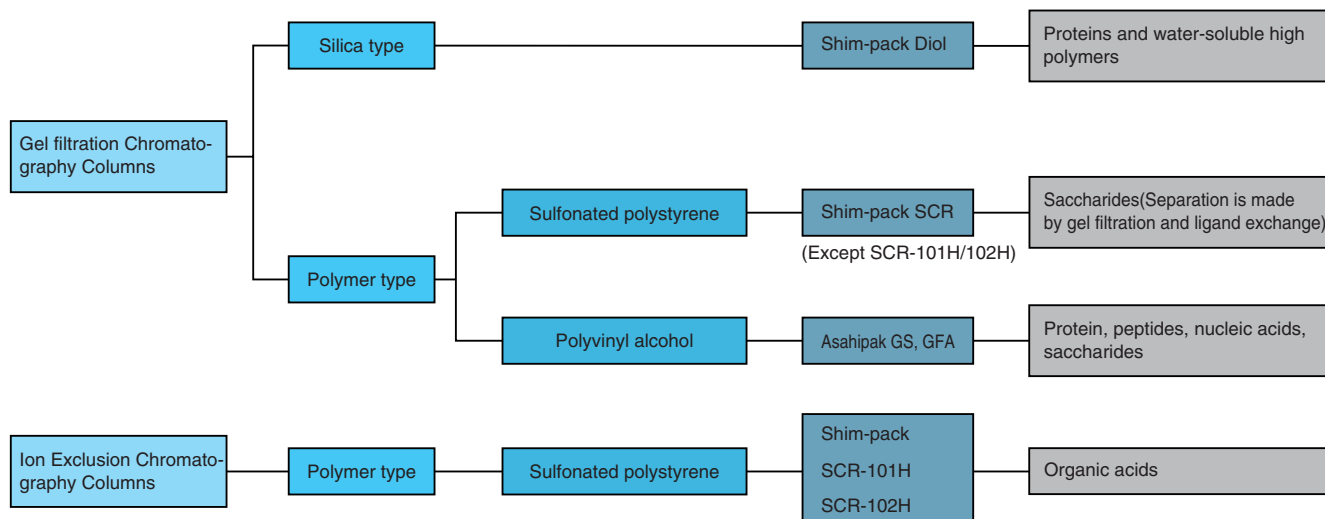 Silica type
Shim-pack Diol
Proteins and water-soluble high
polymers
Gel filtration Chromato-
graphy Columns
Sulfonated polystyrene
Shim-pack SCR
(Except SCR-101H/102H)
Saccharides(Separation is made
by gel filtration and ligand exchange)
Polymer type
Polyvinyl alcohol
Asahipak GS, GFA
Protein, peptides, nucleic acids,
saccharides
Ion Exclusion Chromato-
graphy Columns
Polymer type
Sulfonated polystyrene
Shim-pack
SCR-101H
SCR-102H
Organic acids